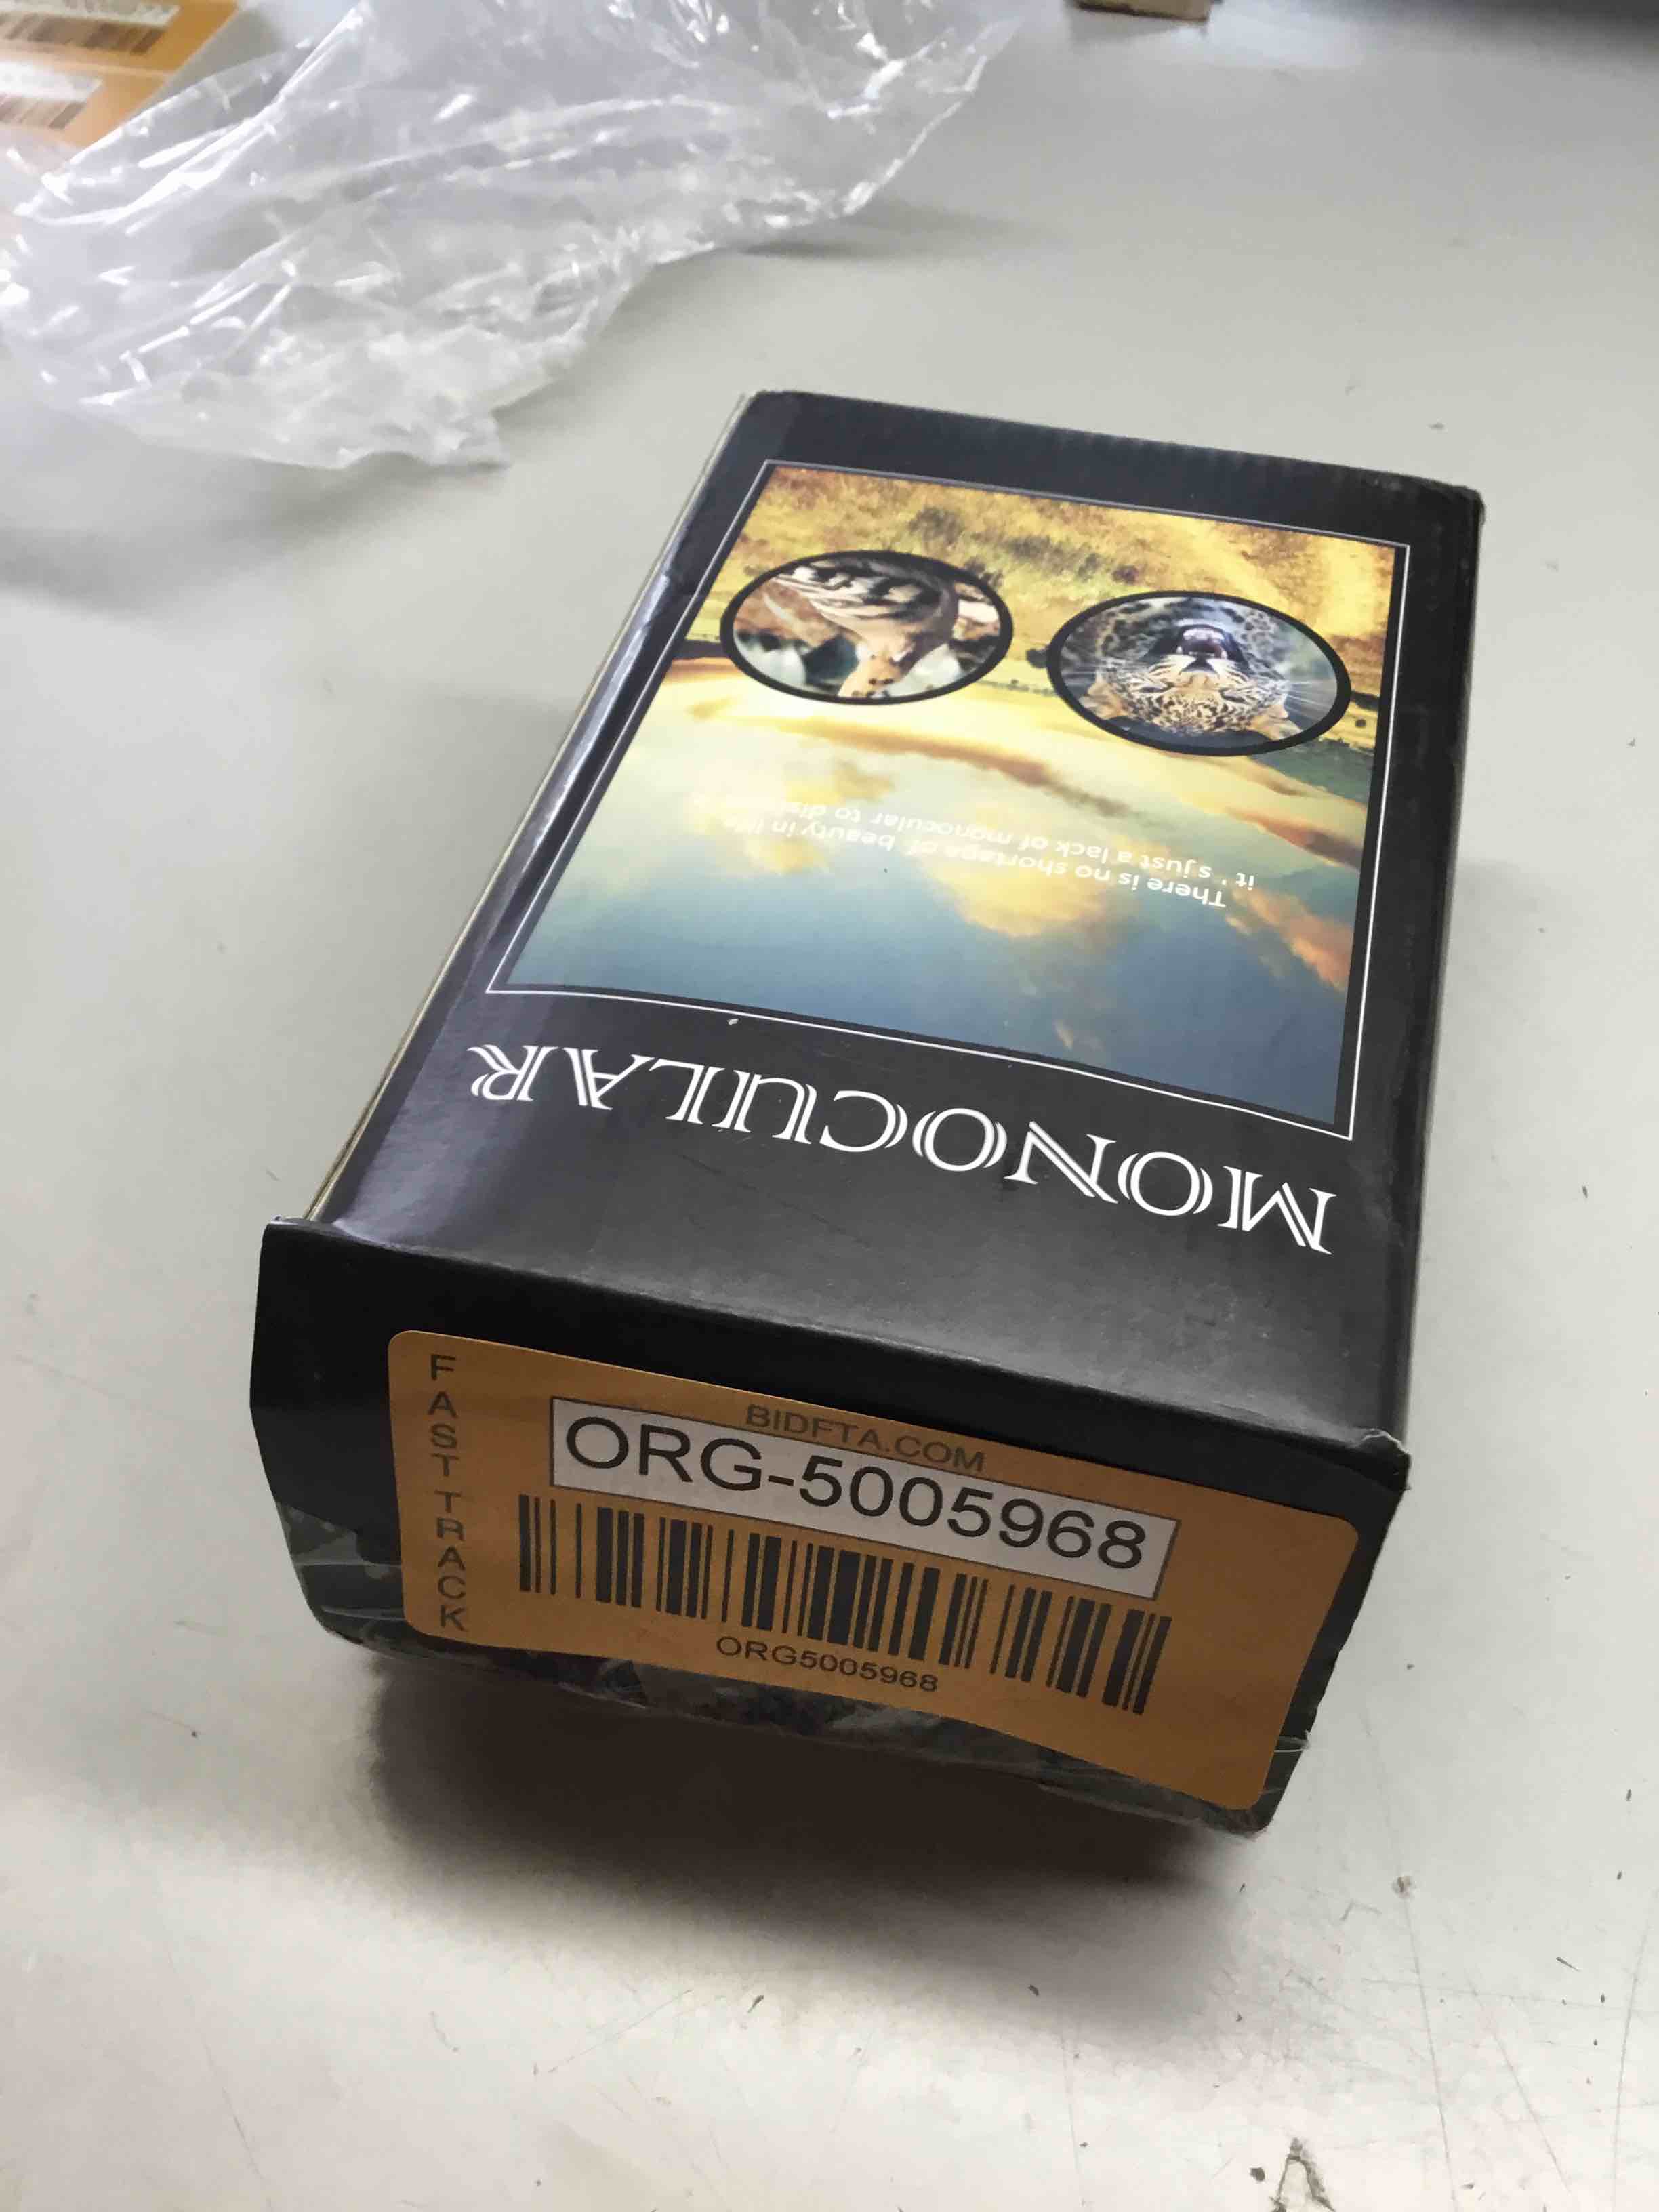 MONOCULAR
There is no shortage of beauty in life
it's just a lack of monocular to
FAST TRACK
BIDFTA.COM
ORG-5005968
ORG5005968